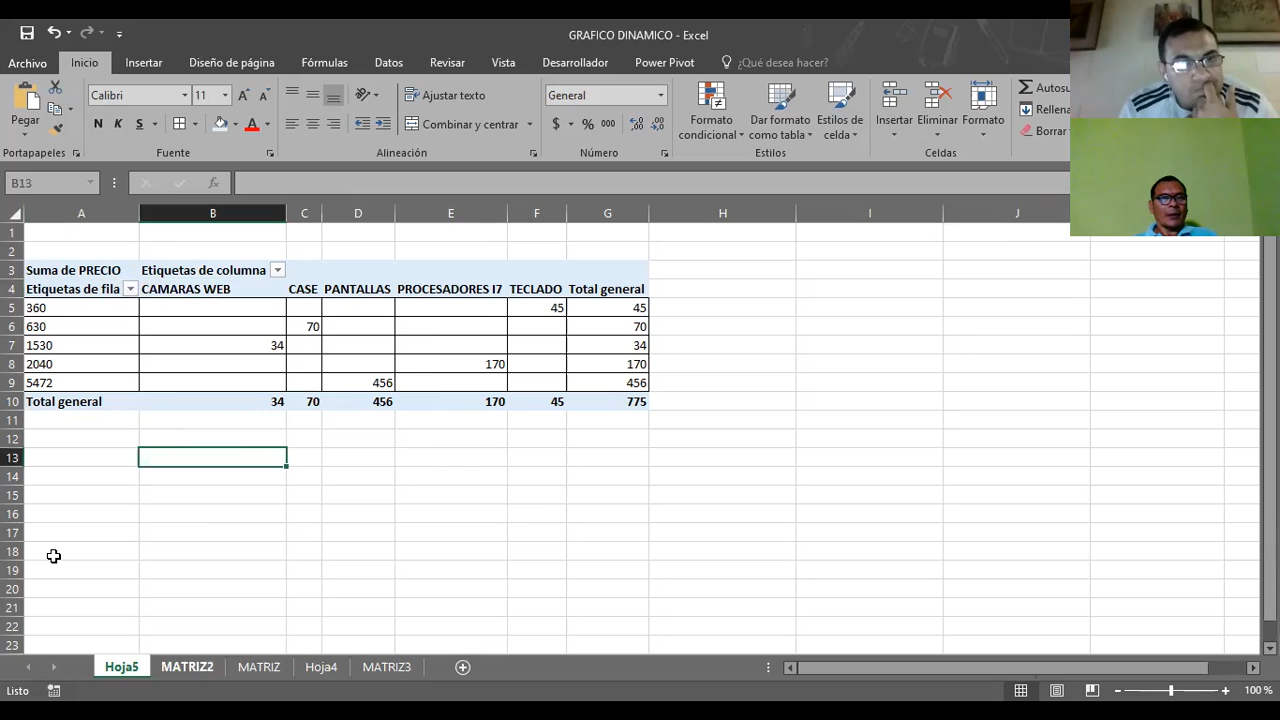 GRAFICO DINAMICO - Excel
Archivo Inicio Insertar Diseño de página Fórmulas Datos Revisar Vista Desarrollador Power Pivot ¿Qué desea hacer?
Pegar
Calibri 11
N K S
Ajustar texto
Combinar y centrar
General
$ % 000
Formato condicional
Dar formato como tabla
Estilos de celda
Insertar Eliminar Formato
Autosu
Rellena
Borrar
Portapapeles Fuente Alineación Número Estilos Celdas
B13 fx
A B C D E F G H I J
1
2
3 Suma de PRECIO Etiquetas de columna
4 Etiquetas de fila CAMARAS WEB CASE PANTALLAS PROCESADORES I7 TECLADO Total general
5 360 45 45
6 630 70 70
7 1530 34 34
8 2040 170 170
9 5472 456 456
10 Total general 34 70 456 170 45 775
11
12
13
14
15
16
17
18
19
20
21
22
23
Hoja5 MATRIZ2 MATRIZ Hoja4 MATRIZ3
Listo 100 %